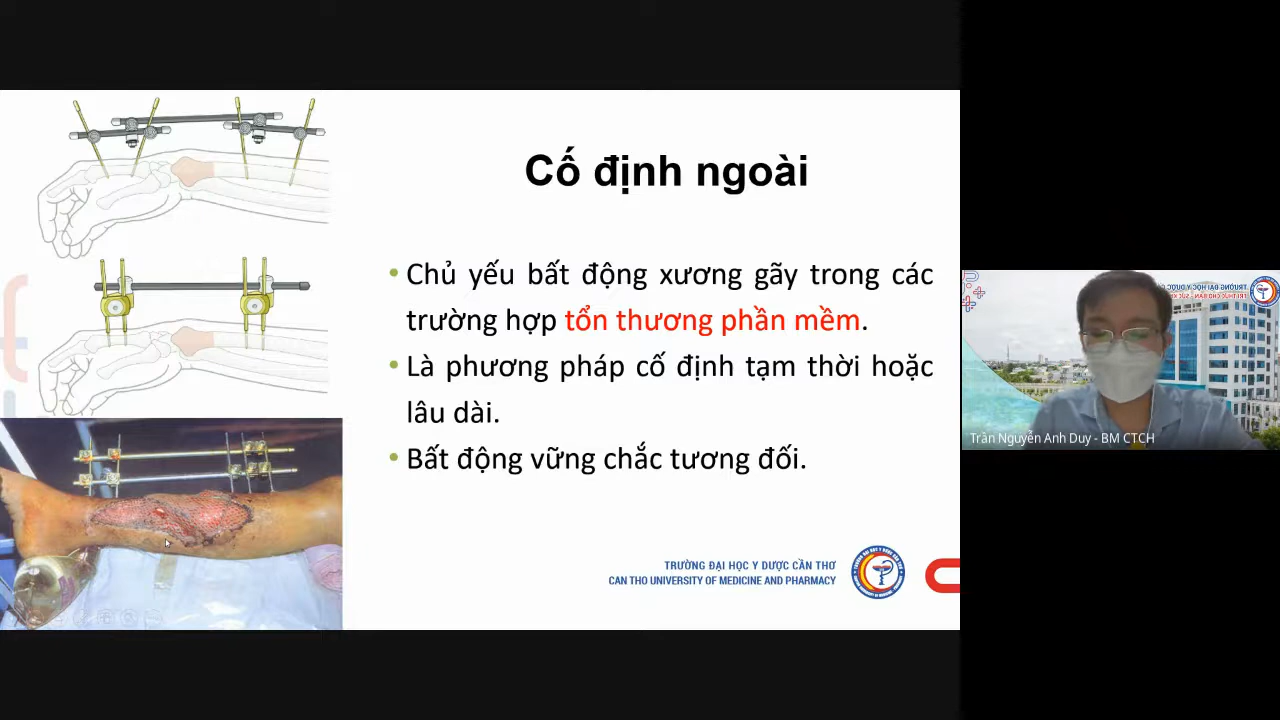 Cố định ngoài
• Chủ yếu bất động xương gãy trong các
trường hợp tổn thương phần mềm.
• Là phương pháp cố định tạm thời hoặc
lâu dài.
• Bất động vững chắc tương đối.
TRƯỜNG ĐẠI HỌC Y DƯỢC CẦN THƠ
CAN THO UNIVERSITY OF MEDICINE AND PHARMACY
Trần Nguyễn Anh Duy - BM CTCH